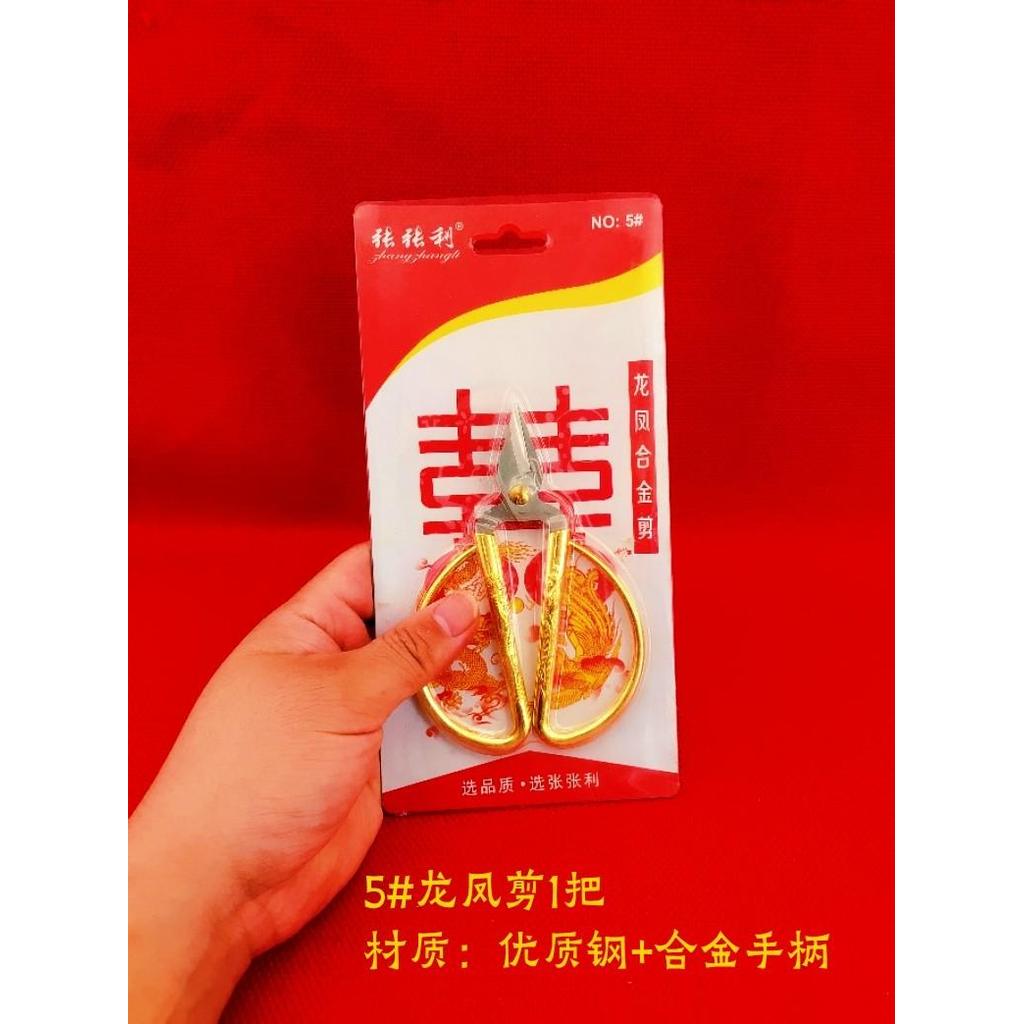 张张利®
zhangzhangli
NO: 5#
囍
龙凤合金剪
选品质·选张张利
5#龙凤剪1把
材质：优质钢+合金手柄